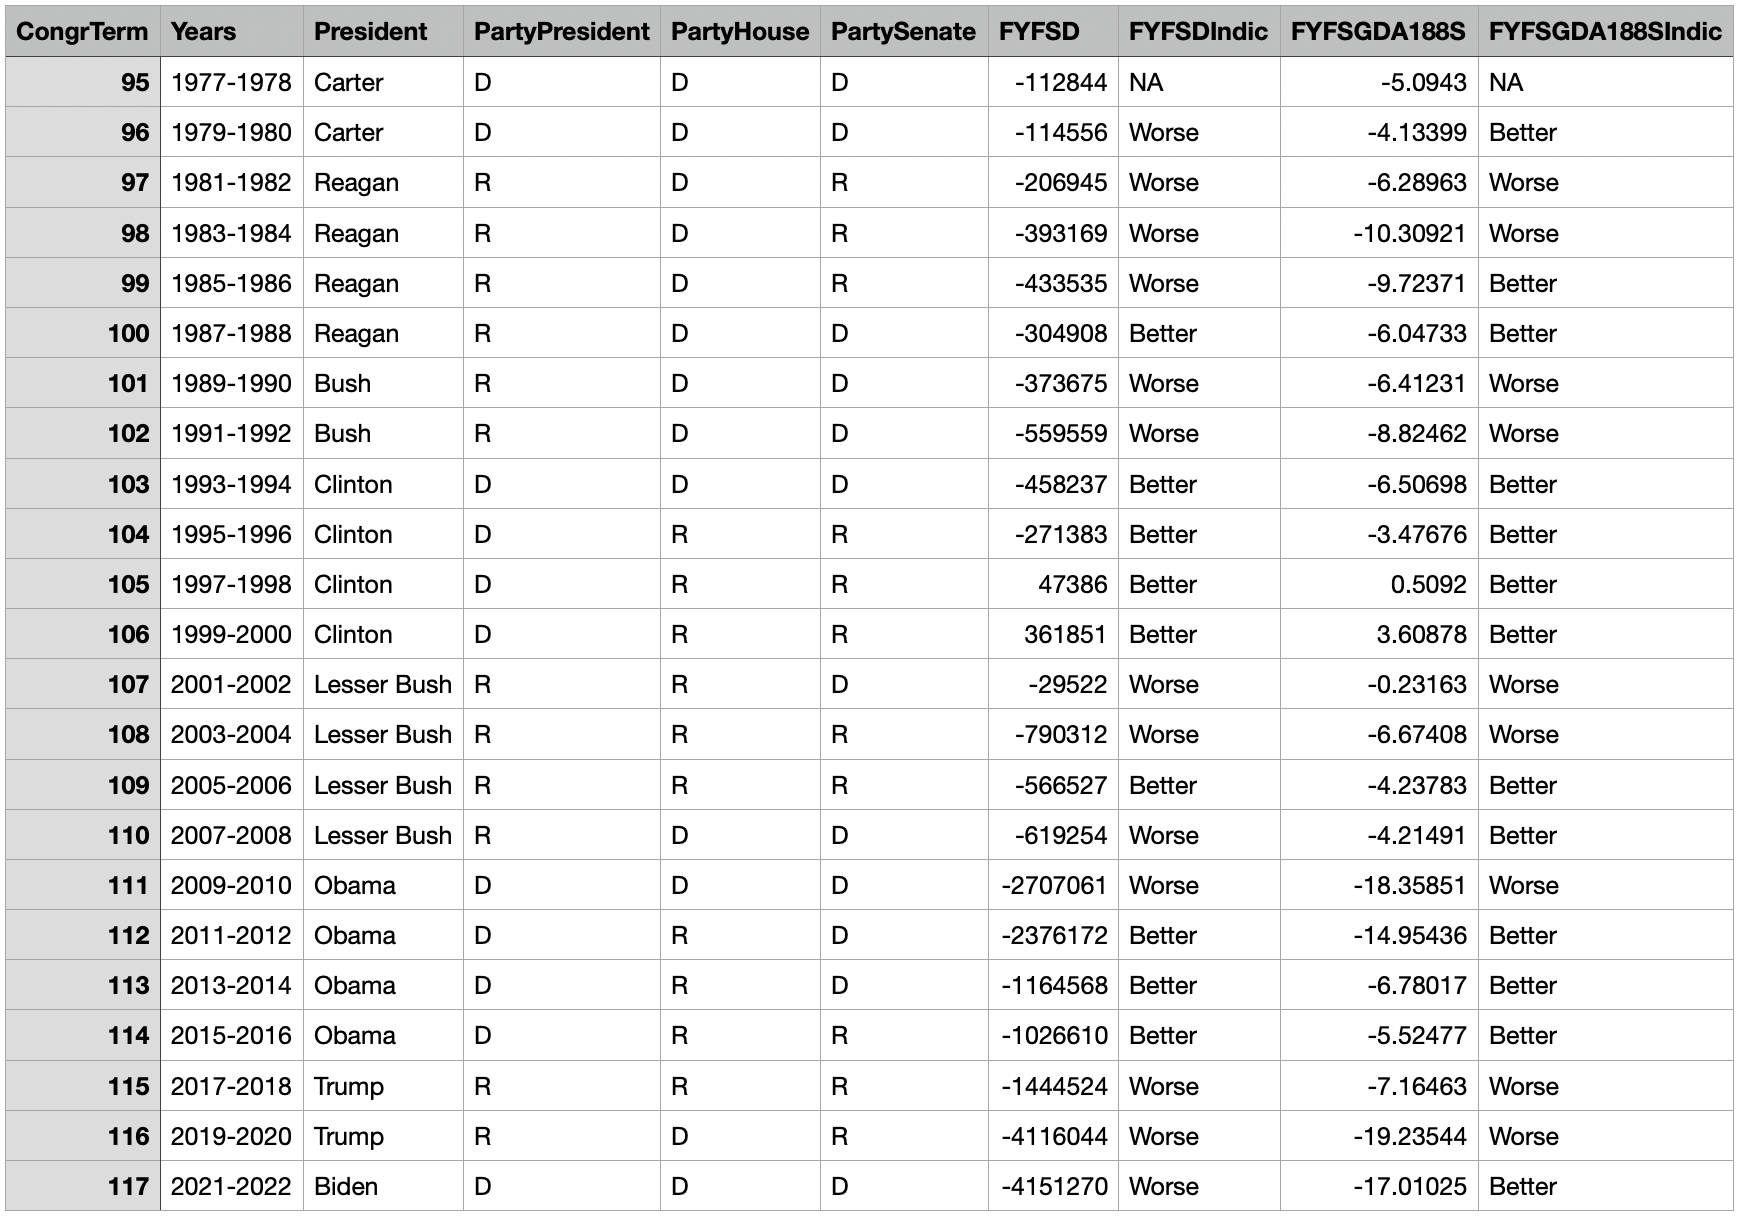 CongrTerm Years President PartyPresident PartyHouse PartySenate FYFSD FYFSDIndic FYFSGDA188S FYFSGDA188SIndic
95 1977-1978 Carter D D D -112844 NA -5.0943 NA
96 1979-1980 Carter D D D -114556 Worse -4.13399 Better
97 1981-1982 Reagan R D R -206945 Worse -6.28963 Worse
98 1983-1984 Reagan R D R -393169 Worse -10.30921 Worse
99 1985-1986 Reagan R D R -433535 Worse -9.72371 Better
100 1987-1988 Reagan R D D -304908 Better -6.04733 Better
101 1989-1990 Bush R D D -373675 Worse -6.41231 Worse
102 1991-1992 Bush R D D -559559 Worse -8.82462 Worse
103 1993-1994 Clinton D D D -458237 Better -6.50698 Better
104 1995-1996 Clinton D R R -271383 Better -3.47676 Better
105 1997-1998 Clinton D R R 47386 Better 0.5092 Better
106 1999-2000 Clinton D R R 361851 Better 3.60878 Better
107 2001-2002 Lesser Bush R R D -29522 Worse -0.23163 Worse
108 2003-2004 Lesser Bush R R R -790312 Worse -6.67408 Worse
109 2005-2006 Lesser Bush R R R -566527 Better -4.23783 Better
110 2007-2008 Lesser Bush R D D -619254 Worse -4.21491 Better
111 2009-2010 Obama D D D -2707061 Worse -18.35851 Worse
112 2011-2012 Obama D R D -2376172 Better -14.95436 Better
113 2013-2014 Obama D R D -1164568 Better -6.78017 Better
114 2015-2016 Obama D R R -1026610 Better -5.52477 Better
115 2017-2018 Trump R R R -1444524 Worse -7.16463 Worse
116 2019-2020 Trump R D R -4116044 Worse -19.23544 Worse
117 2021-2022 Biden D D D -4151270 Worse -17.01025 Better